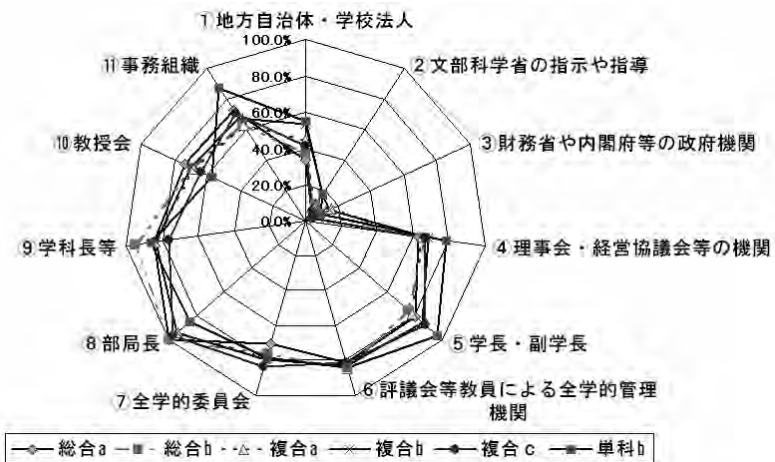 ①地方自治体・学校法人
100.0%
80.0%
60.0%
40.0%
20.0%
0.0%
②文部科学省の指示や指導
③財務省や内閣府等の政府機関
④理事会・経営協議会等の機関
⑤学長・副学長
⑥評議会等教員による全学的管理
機関
⑦全学的委員会
⑧部局長
⑨学科長等
⑩教授会
⑪事務組織
総合a 総合b 複合a 複合b 複合c 単科b